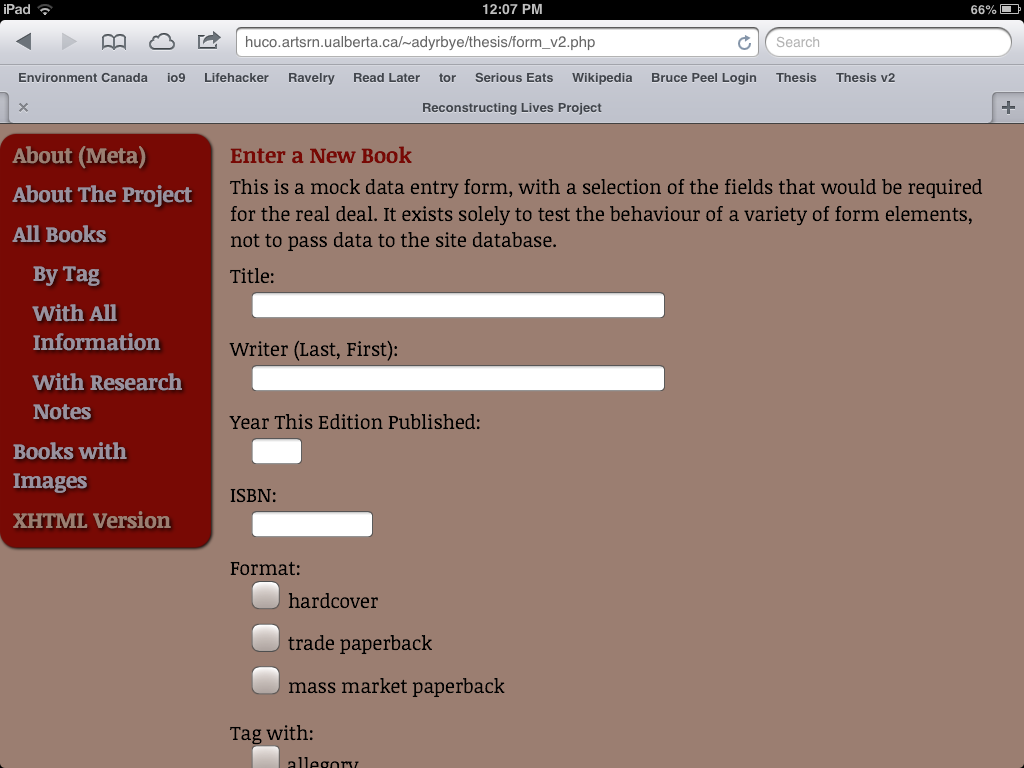 iPad 12:07 PM 66%
huco.artsrn.ualberta.ca/~adyrbye/thesis/form_v2.php Search
Environment Canada io9 Lifehacker Ravelry Read Later tor Serious Eats Wikipedia Bruce Peel Login Thesis Thesis v2
Reconstructing Lives Project
About (Meta)
About The Project
All Books
By Tag
With All
Information
With Research
Notes
Books with
Images
XHTML Version
Enter a New Book
This is a mock data entry form, with a selection of the fields that would be required
for the real deal. It exists solely to test the behaviour of a variety of form elements,
not to pass data to the site database.
Title:
Writer (Last, First):
Year This Edition Published:
ISBN:
Format:
hardcover
trade paperback
mass market paperback
Tag with:
allegory